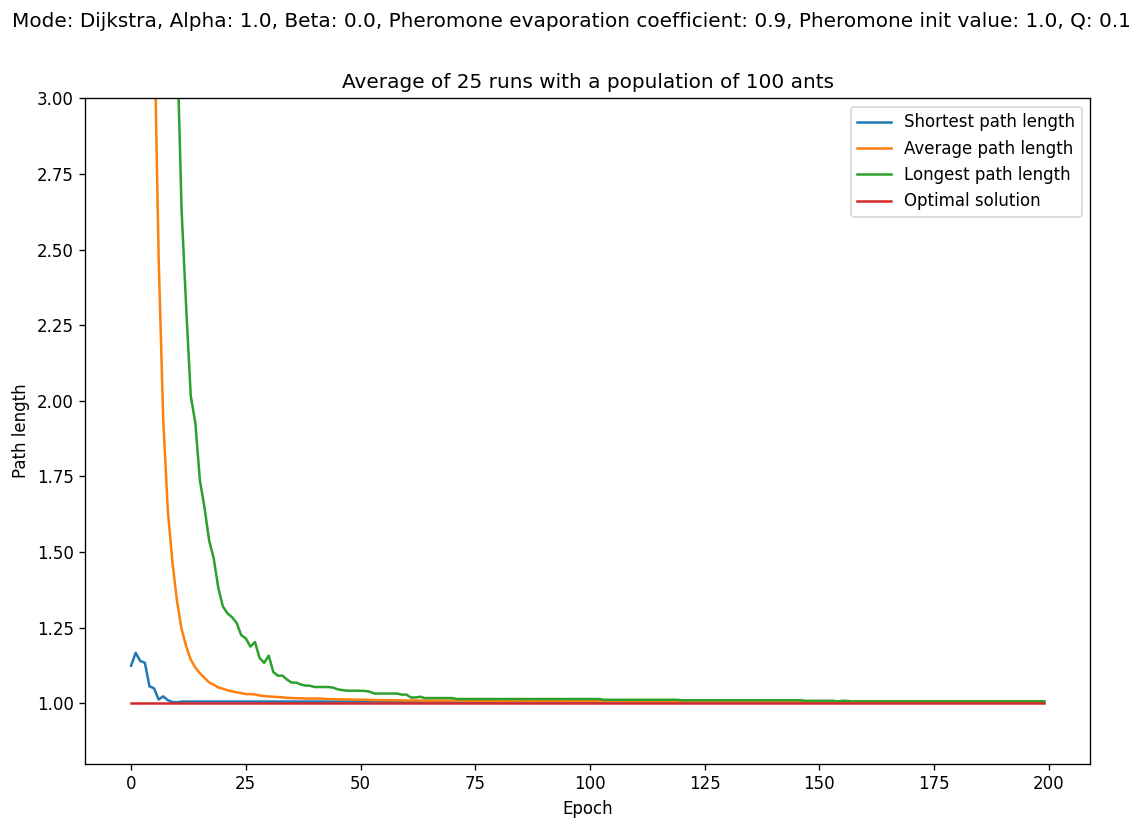 Mode: Dijkstra, Alpha: 1.0, Beta: 0.0, Pheromone evaporation coefficient: 0.9, Pheromone init value: 1.0, Q: 0.1
Average of 25 runs with a population of 100 ants
3.00
2.75
2.50
2.25
2.00
1.75
1.50
1.25
1.00
Path length
Shortest path length
Average path length
Longest path length
Optimal solution
0 25 50 75 100 125 150 175 200
Epoch